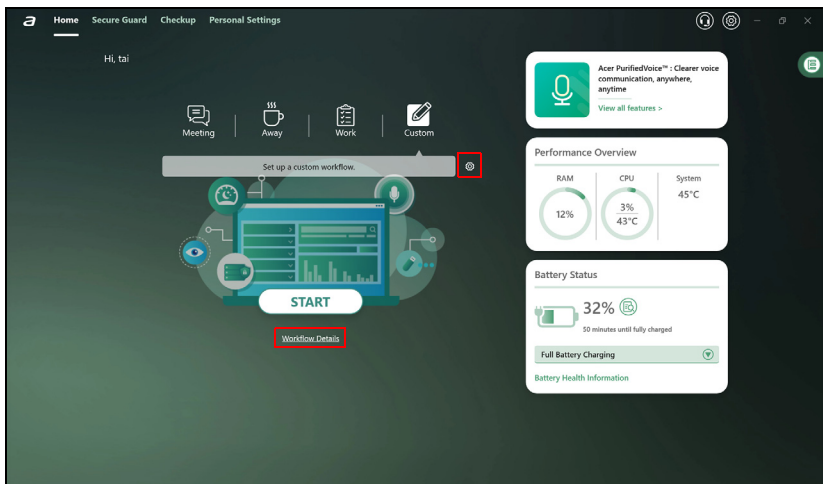 a Home Secure Guard Checkup Personal Settings
Hi, tai
Meeting Away Work Custom
Set up a custom workflow.
START
Workflow Details
Acer PurifiedVoice™ : Clearer voice
communication, anywhere,
anytime
View all features >
Performance Overview
RAM CPU System
12% 3% 45°C
43°C
Battery Status
32%
50 minutes until fully charged
Full Battery Charging
Battery Health Information